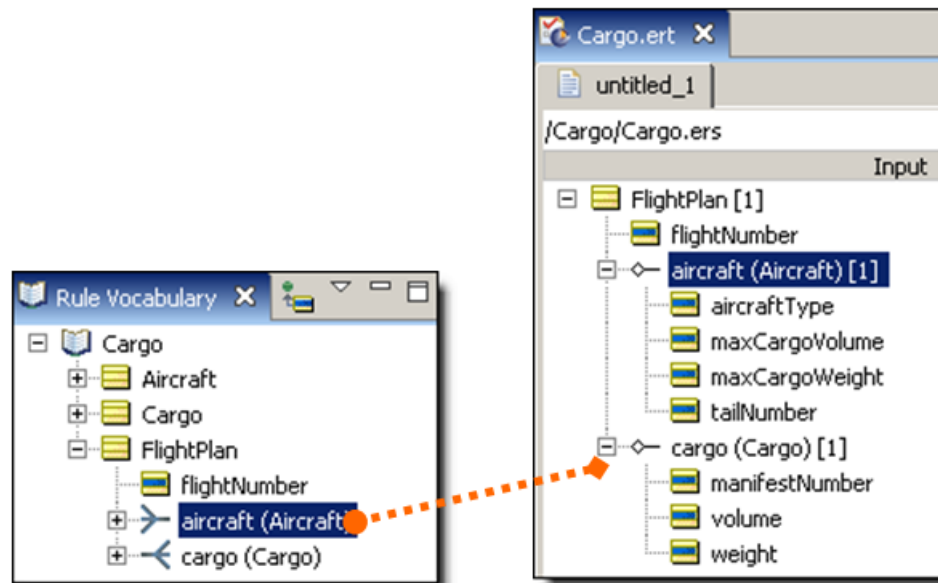 Rule Vocabulary
Cargo
Aircraft
Cargo
FlightPlan
flightNumber
aircraft (Aircraft)
cargo (Cargo)
Cargo.ert
untitled_1
/Cargo/Cargo.ers
Input
FlightPlan [1]
flightNumber
aircraft (Aircraft) [1]
aircraftType
maxCargoVolume
maxCargoWeight
tailNumber
cargo (Cargo) [1]
manifestNumber
volume
weight